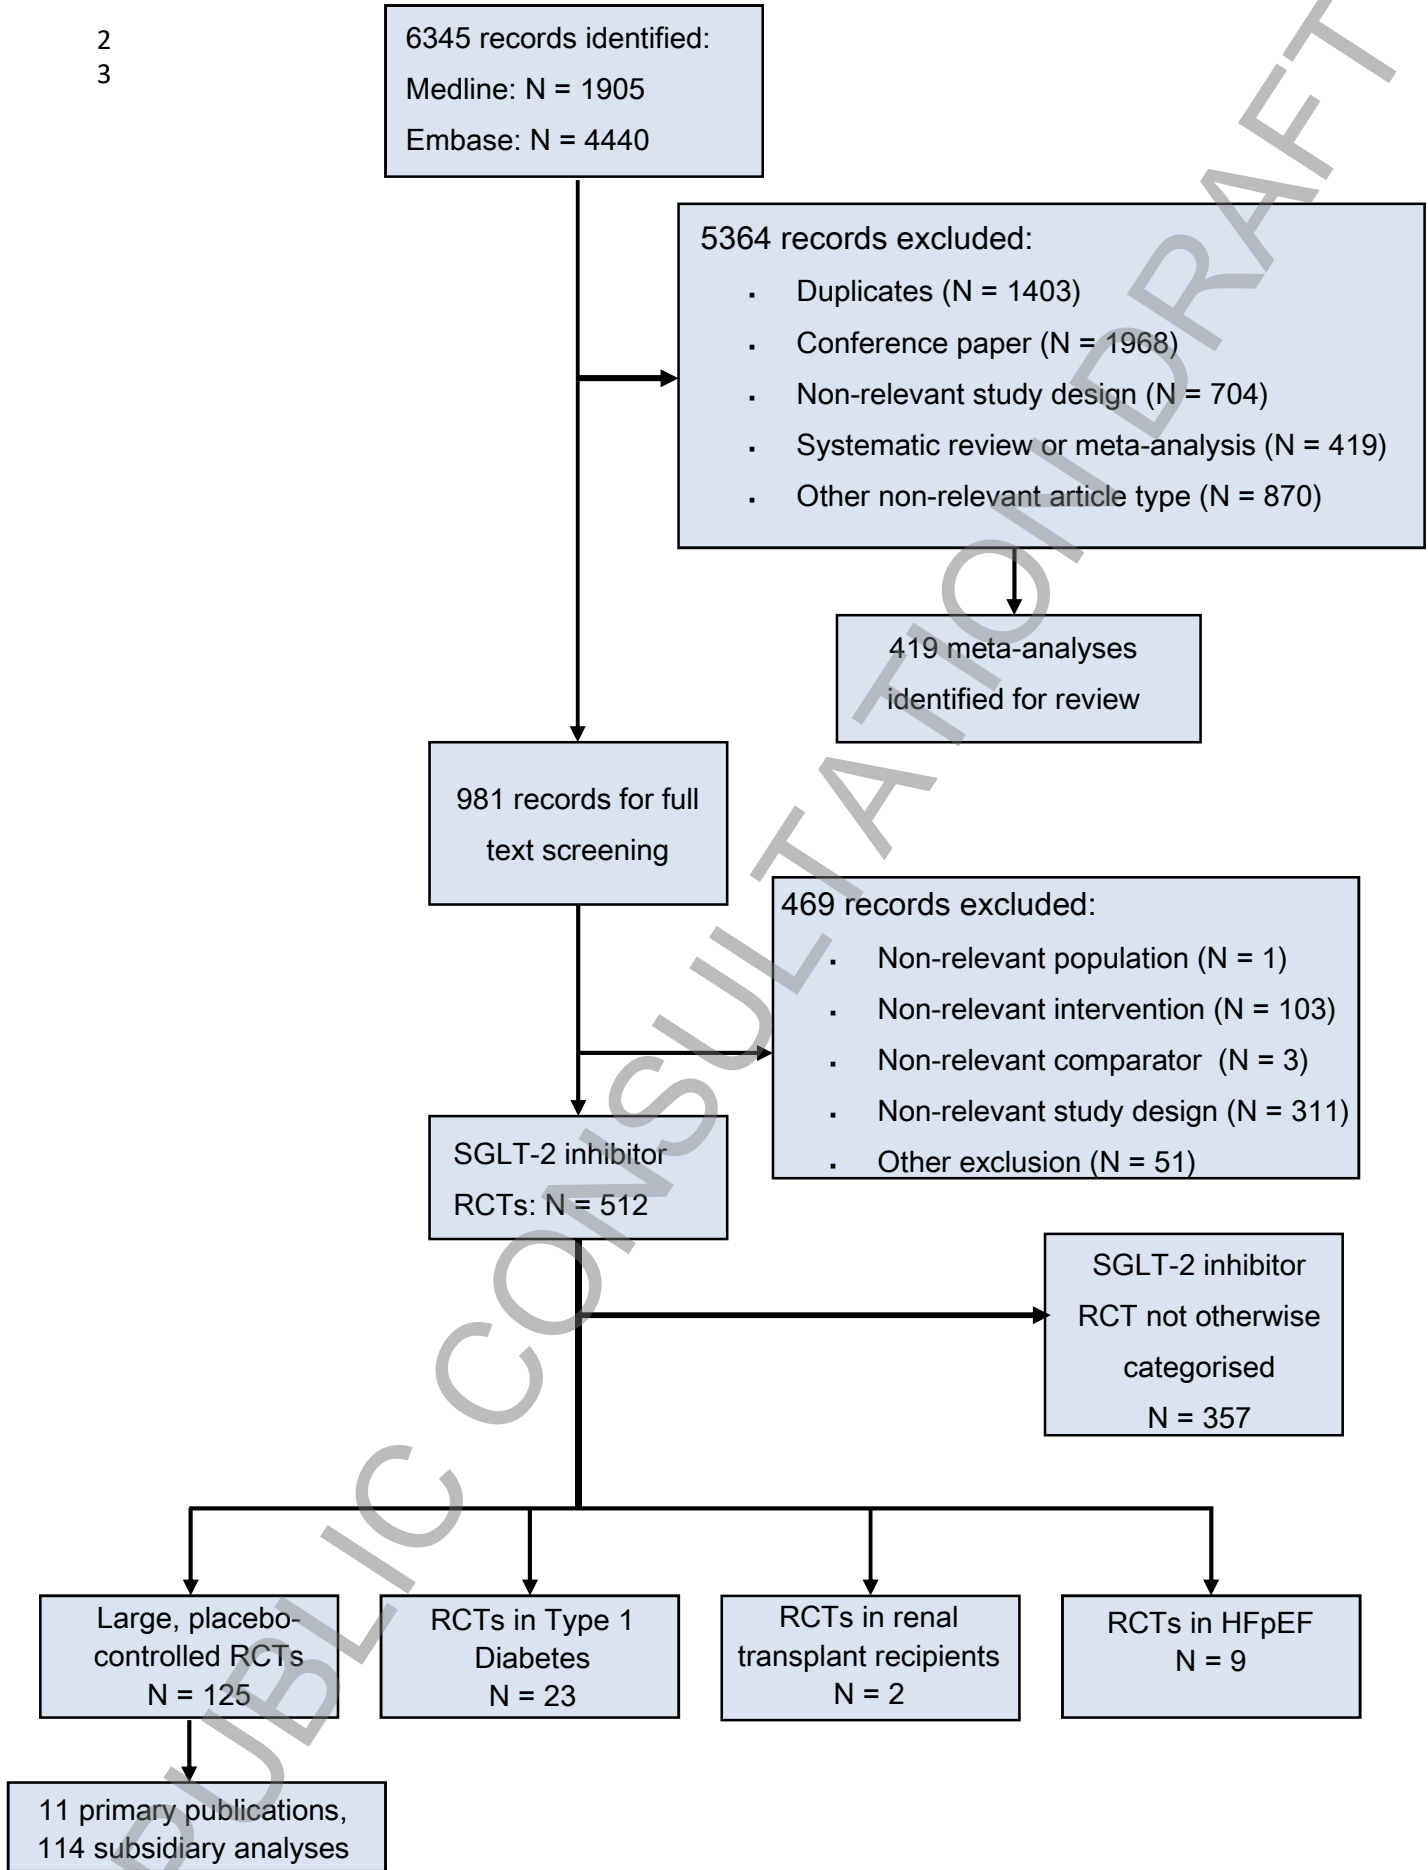 2
3
6345 records identified:
Medline: N = 1905
Embase: N = 4440
5364 records excluded:
▪ Duplicates (N = 1403)
▪ Conference paper (N = 1968)
▪ Non-relevant study design (N = 704)
▪ Systematic review or meta-analysis (N = 419)
▪ Other non-relevant article type (N = 870)
419 meta-analyses
identified for review
981 records for full
text screening
469 records excluded:
▪ Non-relevant population (N = 1)
▪ Non-relevant intervention (N = 103)
▪ Non-relevant comparator (N = 3)
▪ Non-relevant study design (N = 311)
▪ Other exclusion (N = 51)
SGLT-2 inhibitor
RCTs: N = 512
SGLT-2 inhibitor
RCT not otherwise
categorised
N = 357
Large, placebo-
controlled RCTs
N = 125
RCTs in Type 1
Diabetes
N = 23
RCTs in renal
transplant recipients
N = 2
RCTs in HFpEF
N = 9
11 primary publications,
114 subsidiary analyses
PUBLIC CONSULTATION DRAFT